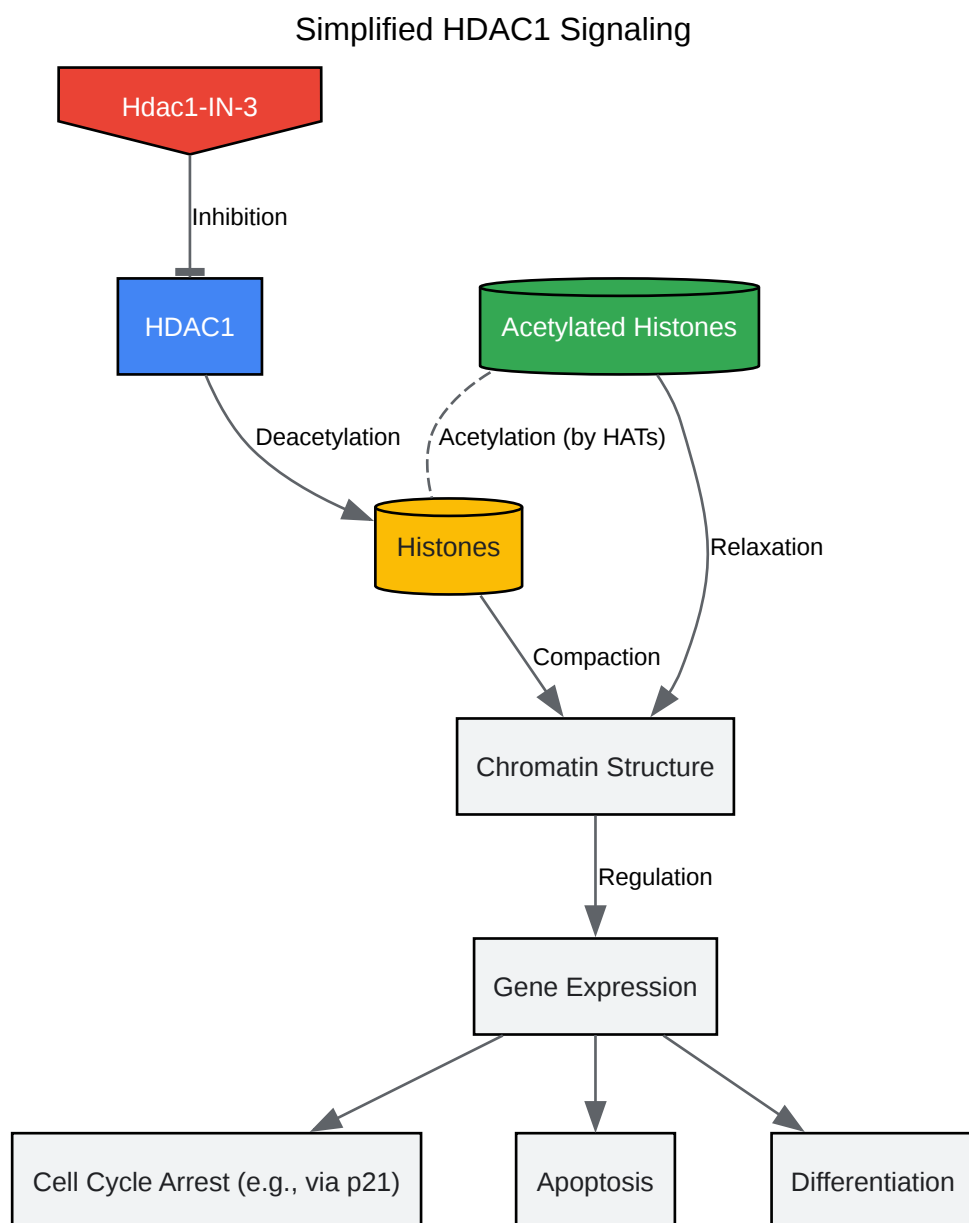 Simplified HDAC1 Signaling
Hdac1-IN-3
Inhibition
HDAC1
Acetylated Histones
Deacetylation
Acetylation (by HATs)
Histones
Relaxation
Compaction
Chromatin Structure
Regulation
Gene Expression
Cell Cycle Arrest (e.g., via p21)
Apoptosis
Differentiation